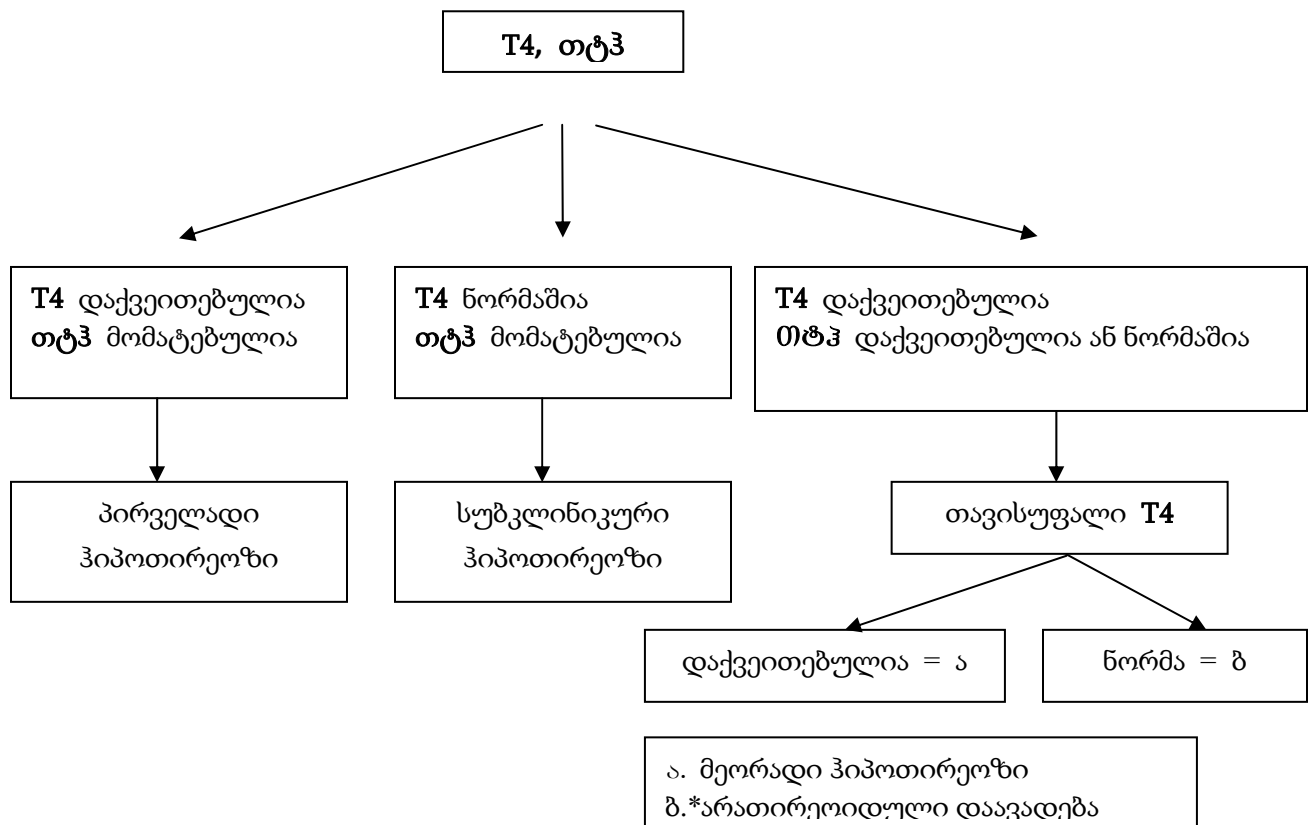 T4, თტჰ
T4 დაქვეითებულია
თტჰ მომატებულია
T4 ნორმაშია
თტჰ მომატებულია
T4 დაქვეითებულია
თტჰ დაქვეითებულია ან ნორმაშია
პირველადი
ჰიპოთირეოზი
სუბკლინიკური
ჰიპოთირეოზი
თავისუფალი T4
დაქვეითებულია = ა
ნორმა = ბ
ა. მეორადი ჰიპოთირეოზი
ბ.*არათირეოიდული დაავადება